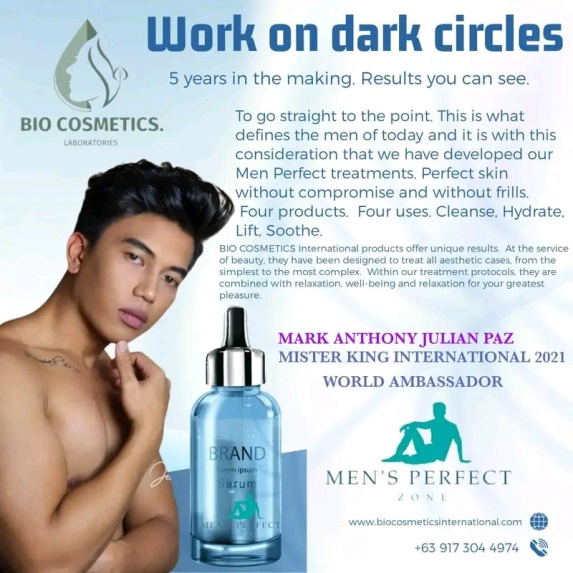 Work on dark circles
5 years in the making. Results you can see.
BIO COSMETICS.
LABORATORIES
To go straight to the point. This is what
defines the men of today and it is with this
consideration that we have developed our
Men Perfect treatments. Perfect skin
without compromise and without frills.
Four products. Four uses. Cleanse, Hydrate,
Lift, Soothe.
BIO COSMETICS International products offer unique results. At the service
of beauty, they have been designed to treat all aesthetic cases, from the
simplest to the most complex. Within our treatment protocols, they are
combined with relaxation, well-being and relaxation for your greatest
pleasure.
MARK ANTHONY JULIAN PAZ
MISTER KING INTERNATIONAL 2021
WORLD AMBASSADOR
BRAND
Lorem ipsum
Serum
MEN'S PERFECT
MEN'S PERFECT
ZONE
www.biocosmeticsinternational.com
+63 917 304 4974